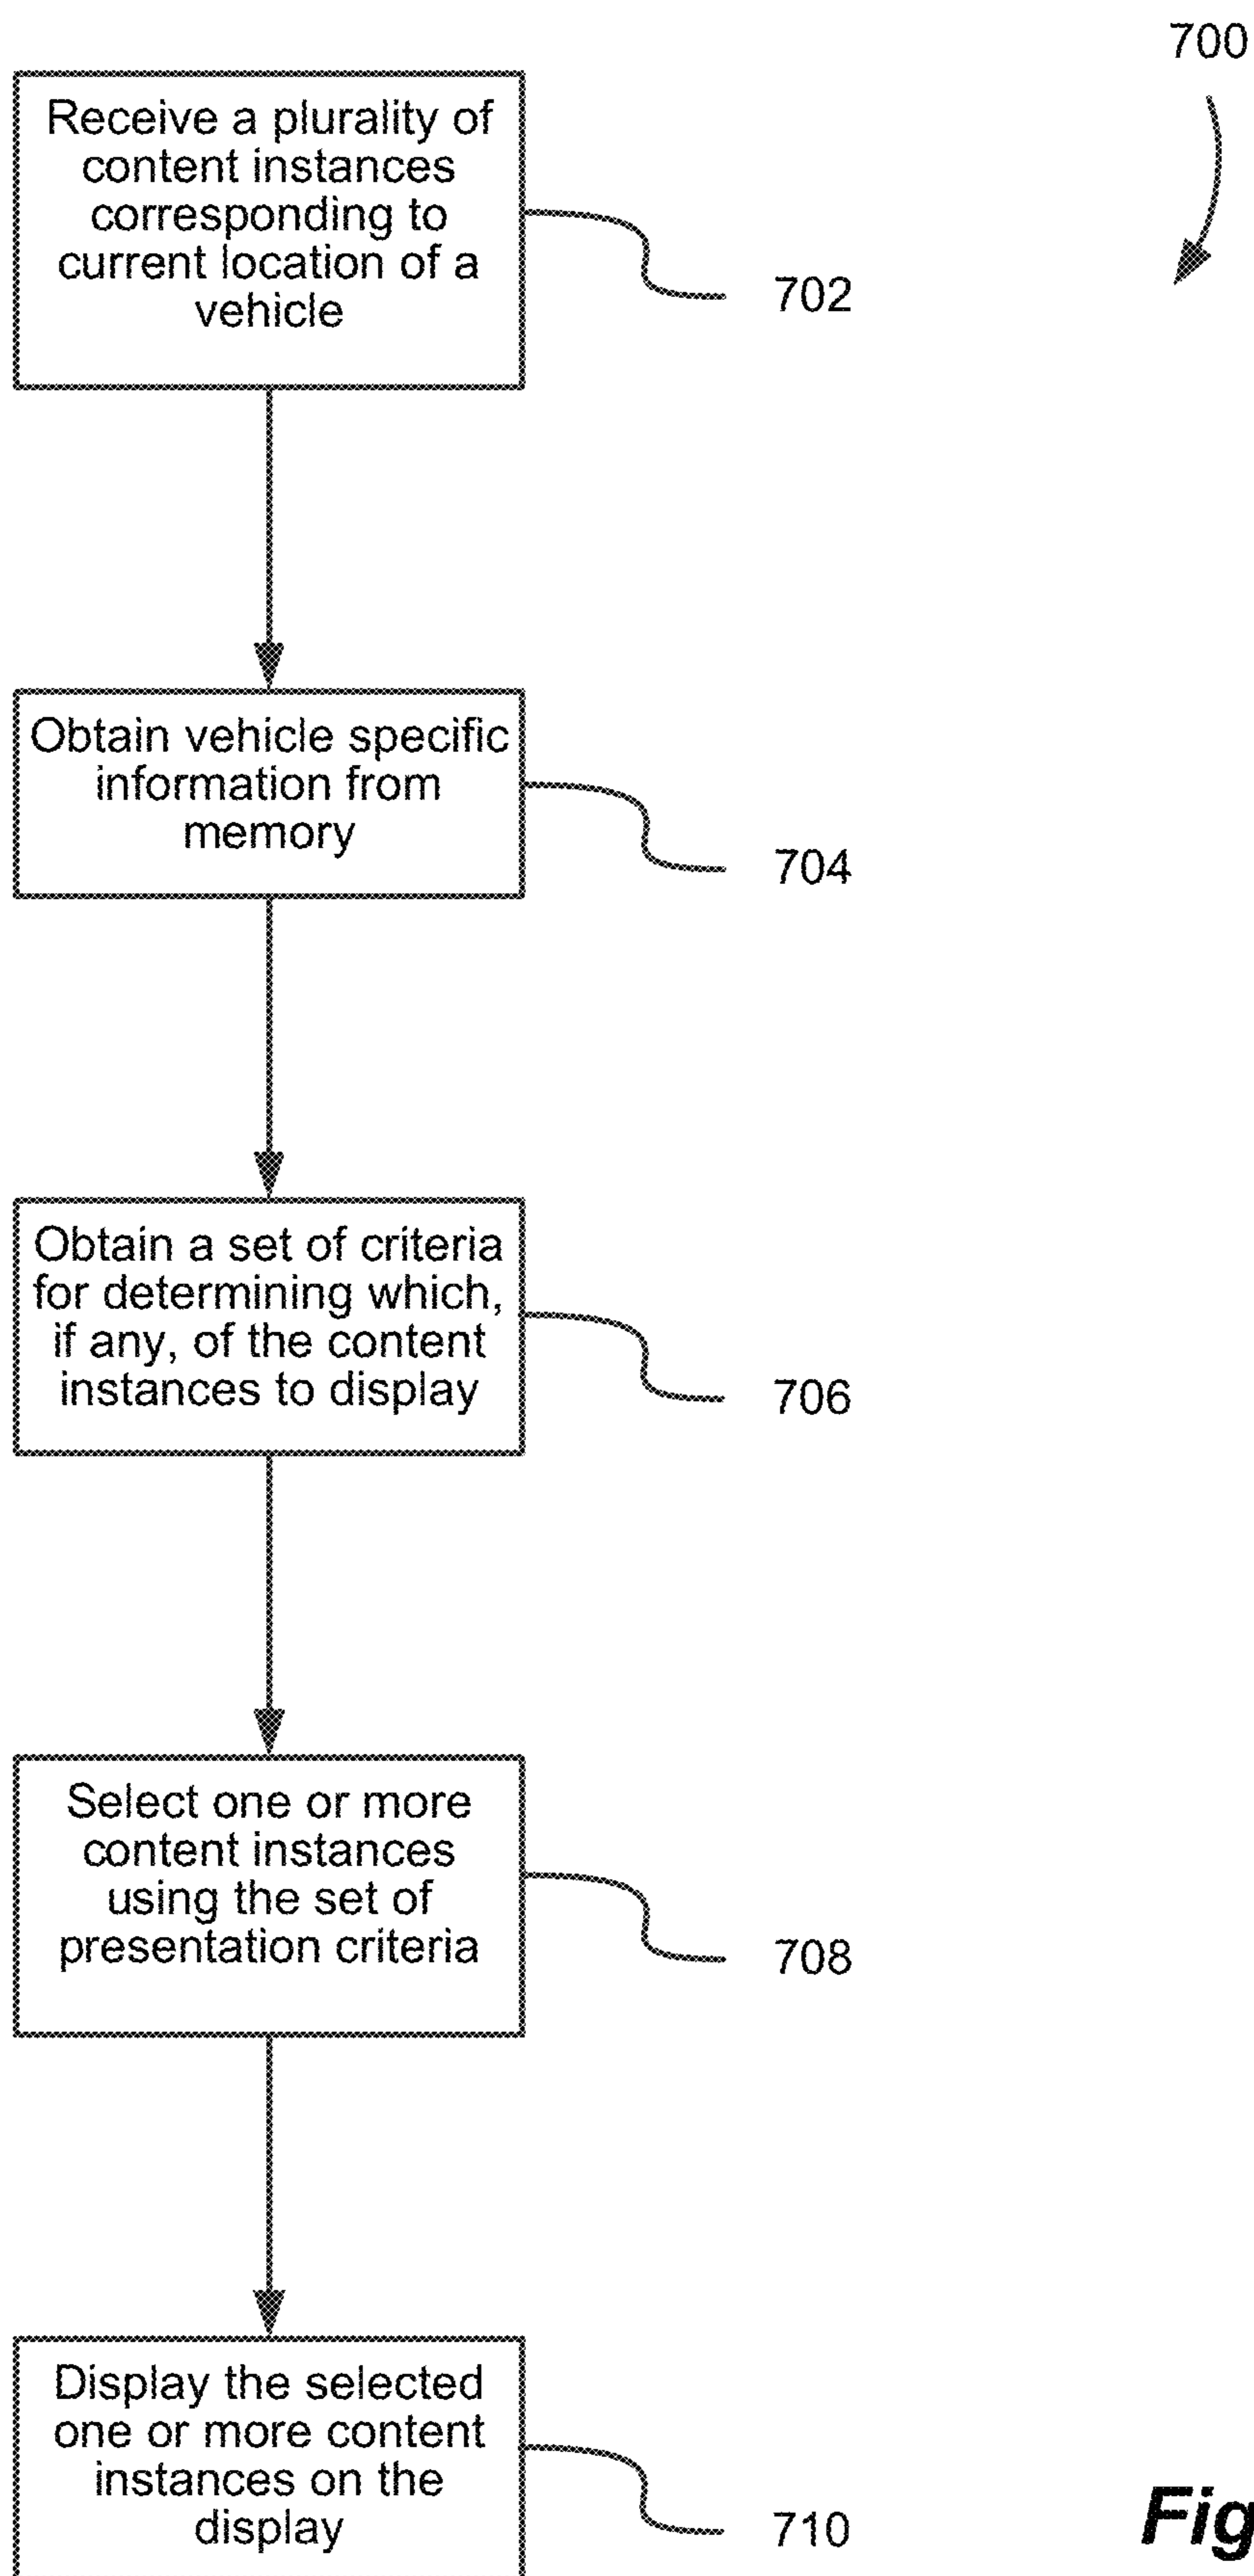 700
Receive a plurality of
content instances
corresponding to
current location of a
vehicle
702
Obtain vehicle specific
information from
memory
704
Obtain a set of criteria
for determining which,
if any, of the content
instances to display
706
Select one or more
content instances
using the set of
presentation criteria
708
Display the selected
one or more content
instances on the
display
710
Fig